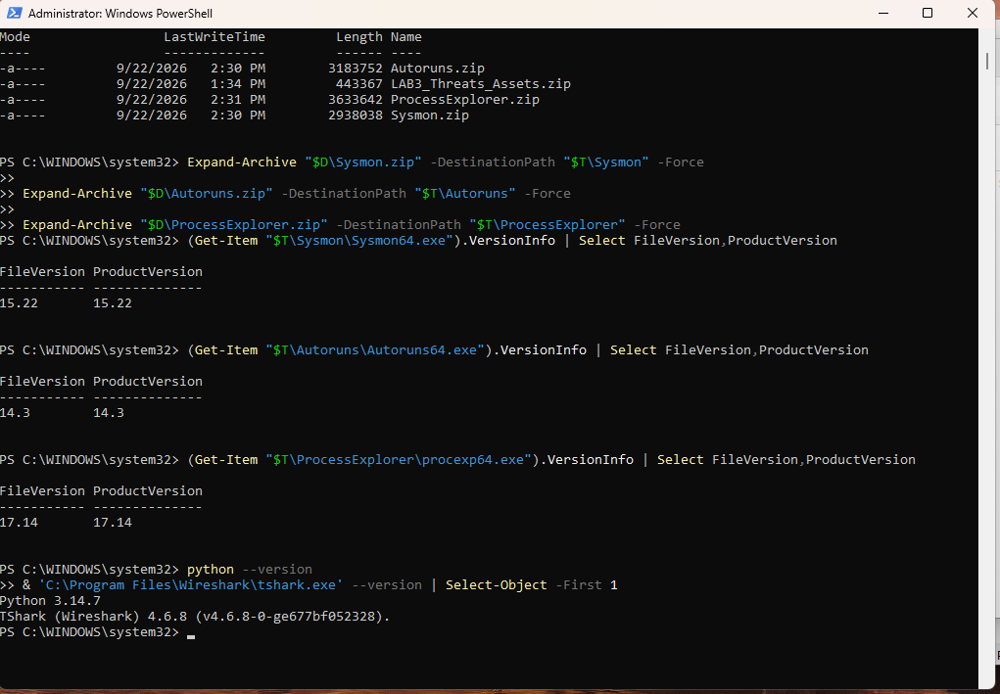 Administrator: Windows PowerShell
Mode                 LastWriteTime         Length Name
----                 -------------         ------ ----
-a----         9/22/2026   2:30 PM        3183752 Autoruns.zip
-a----         9/22/2026   1:34 PM         443367 LAB3_Threats_Assets.zip
-a----         9/22/2026   2:31 PM        3633642 ProcessExplorer.zip
-a----         9/22/2026   2:30 PM        2938038 Sysmon.zip
PS C:\WINDOWS\system32> Expand-Archive "$D\Sysmon.zip" -DestinationPath "$T\Sysmon" -Force
>>
>> Expand-Archive "$D\Autoruns.zip" -DestinationPath "$T\Autoruns" -Force
>>
>> Expand-Archive "$D\ProcessExplorer.zip" -DestinationPath "$T\ProcessExplorer" -Force
PS C:\WINDOWS\system32> (Get-Item "$T\Sysmon\Sysmon64.exe").VersionInfo | Select FileVersion,ProductVersion
FileVersion ProductVersion
----------- --------------
15.22       15.22
PS C:\WINDOWS\system32> (Get-Item "$T\Autoruns\Autoruns64.exe").VersionInfo | Select FileVersion,ProductVersion
FileVersion ProductVersion
----------- --------------
14.3        14.3
PS C:\WINDOWS\system32> (Get-Item "$T\ProcessExplorer\procexp64.exe").VersionInfo | Select FileVersion,ProductVersion
FileVersion ProductVersion
----------- --------------
17.14       17.14
PS C:\WINDOWS\system32> python --version
>> & 'C:\Program Files\Wireshark\tshark.exe' --version | Select-Object -First 1
Python 3.14.7
TShark (Wireshark) 4.6.8 (v4.6.8-0-ge677bf052328).
PS C:\WINDOWS\system32>